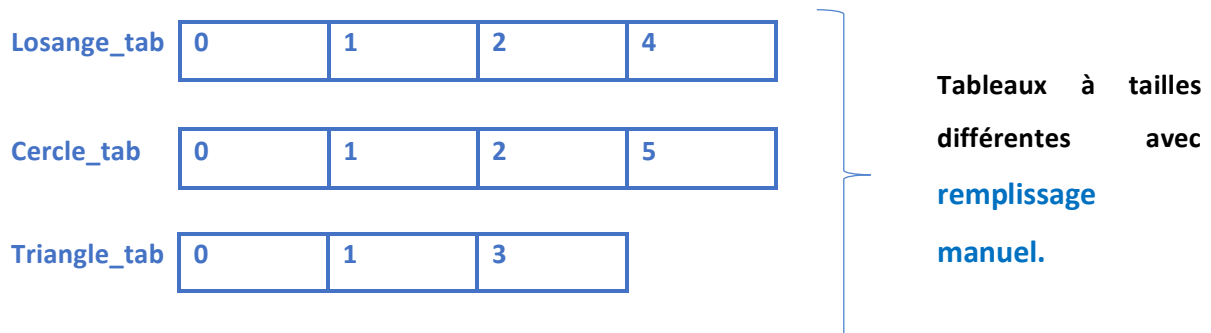 Losange_tab 0 1 2 4
Cercle_tab 0 1 2 5
Triangle_tab 0 1 3
Tableaux à tailles
différentes avec
remplissage
manuel.